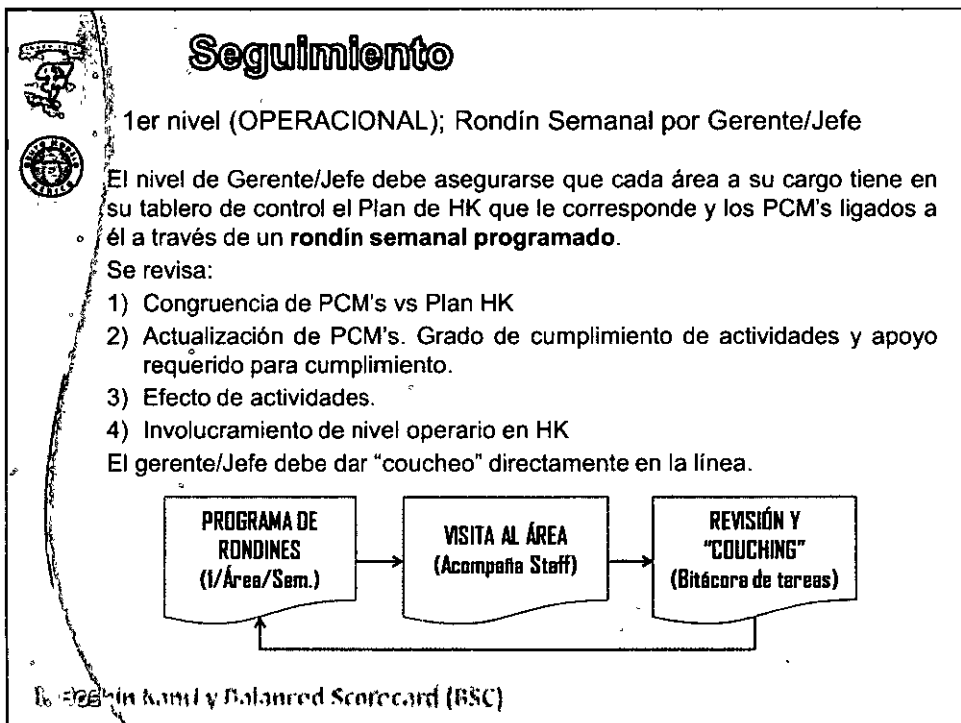 Seguimiento
1er nivel (OPERACIONAL); Rondín Semanal por Gerente/Jefe
El nivel de Gerente/Jefe debe asegurarse que cada área a su cargo tiene en
su tablero de control el Plan de HK que le corresponde y los PCM's ligados a
él a través de un rondín semanal programado.
Se revisa:
1) Congruencia de PCM's vs Plan HK
2) Actualización de PCM's. Grado de cumplimiento de actividades y apoyo
requerido para cumplimiento.
3) Efecto de actividades.
4) Involucramiento de nivel operario en HK
El gerente/Jefe debe dar "coucheo" directamente en la línea.
PROGRAMA DE
RONDINES
(1/Área/Sem.)
VISITA AL ÁREA
(Acompaña Staff)
REVISIÓN Y
"COUCHING"
(Bitácora de tareas)
Kanri y Balanced Scorecard (BSC)